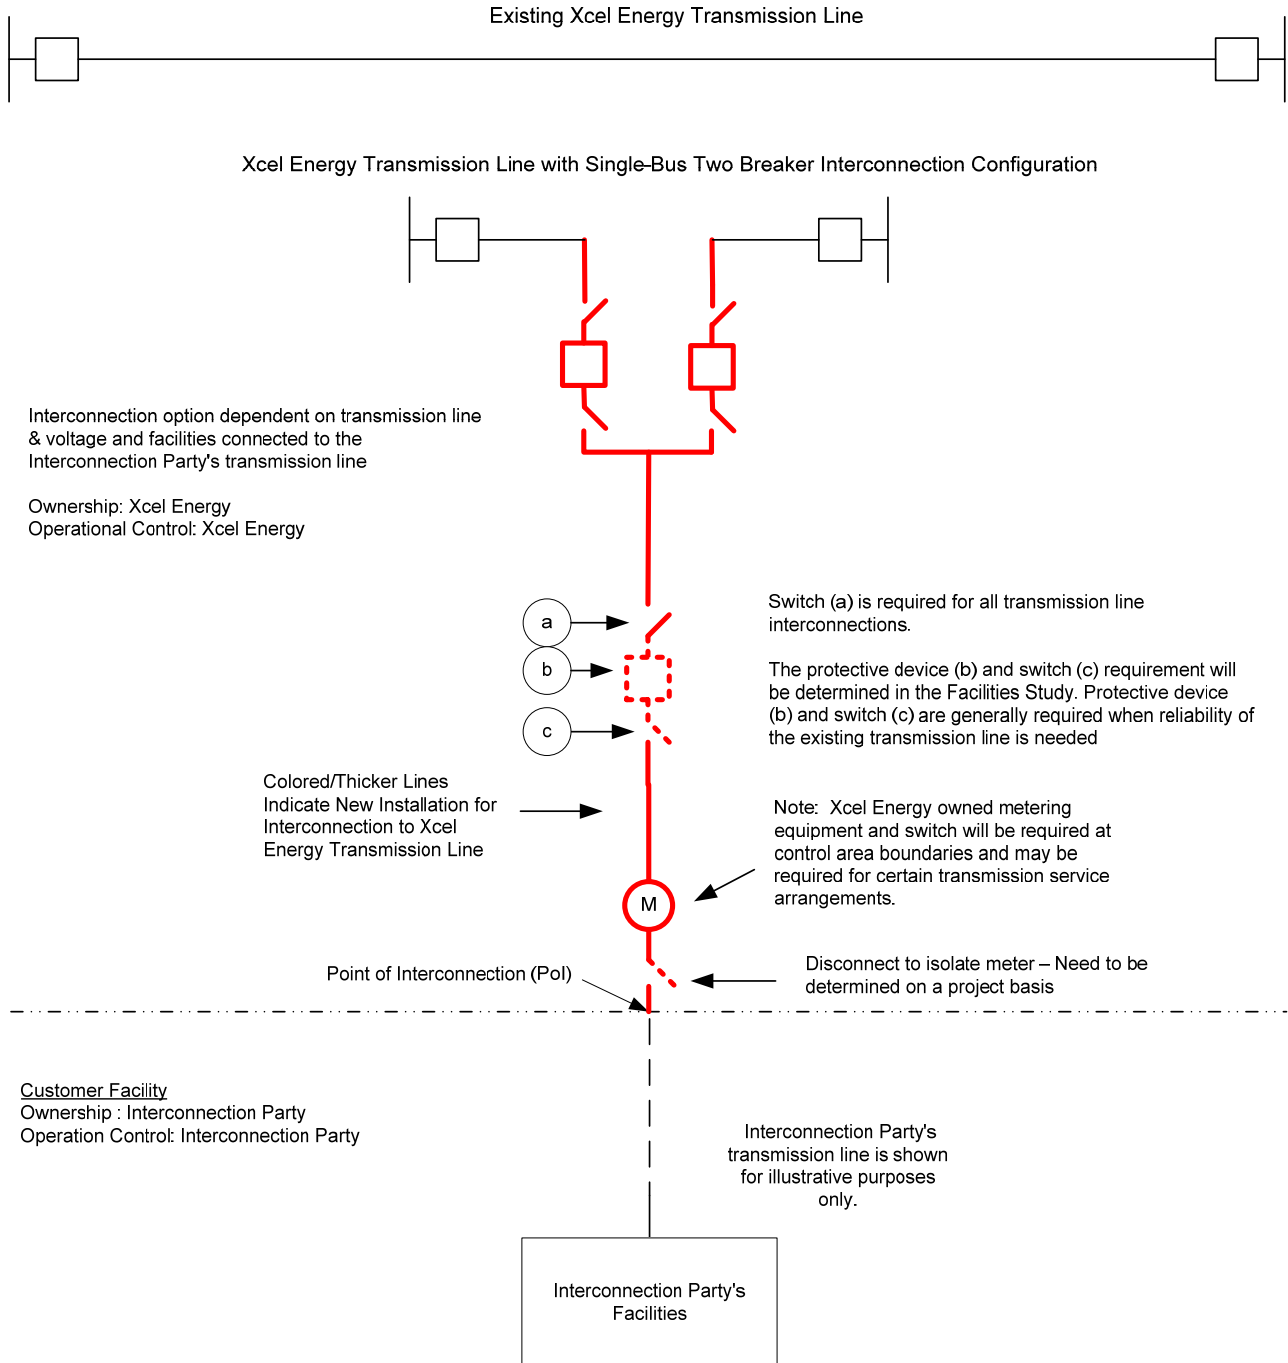 Existing Xcel Energy Transmission Line
Xcel Energy Transmission Line with Single-Bus Two Breaker Interconnection Configuration
Interconnection option dependent on transmission line
& voltage and facilities connected to the
Interconnection Party's transmission line
Ownership: Xcel Energy
Operational Control: Xcel Energy
a
b
c
Switch (a) is required for all transmission line
interconnections.
The protective device (b) and switch (c) requirement will
be determined in the Facilities Study. Protective device
(b) and switch (c) are generally required when reliability of
the existing transmission line is needed
Colored/Thicker Lines
Indicate New Installation for
Interconnection to Xcel
Energy Transmission Line
Note: Xcel Energy owned metering
equipment and switch will be required at
control area boundaries and may be
required for certain transmission service
arrangements.
M
Point of Interconnection (PoI)
Disconnect to isolate meter – Need to be
determined on a project basis
Customer Facility
Ownership : Interconnection Party
Operation Control: Interconnection Party
Interconnection Party's
transmission line is shown
for illustrative purposes
only.
Interconnection Party's
Facilities